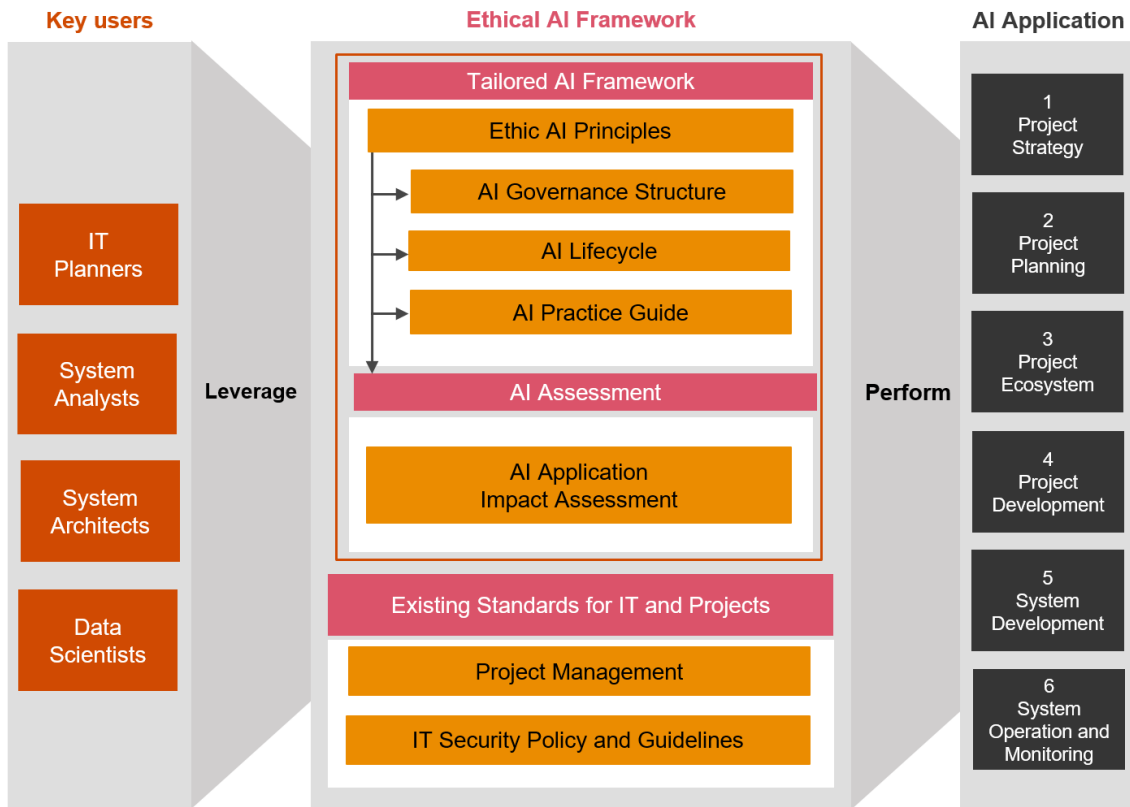 Key users
IT
Planners
System
Analysts
System
Architects
Data
Scientists
Leverage
Ethical AI Framework
Tailored AI Framework
Ethic AI Principles
AI Governance Structure
AI Lifecycle
AI Practice Guide
AI Assessment
AI Application
Impact Assessment
Existing Standards for IT and Projects
Project Management
IT Security Policy and Guidelines
Perform
AI Application
1
Project
Strategy
2
Project
Planning
3
Project
Ecosystem
4
Project
Development
5
System
Development
6
System
Operation and
Monitoring